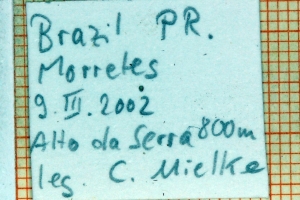 Brazil PR.
Morretes
9.III.2002
Alto da Serra 800m
leg. C. Mielke